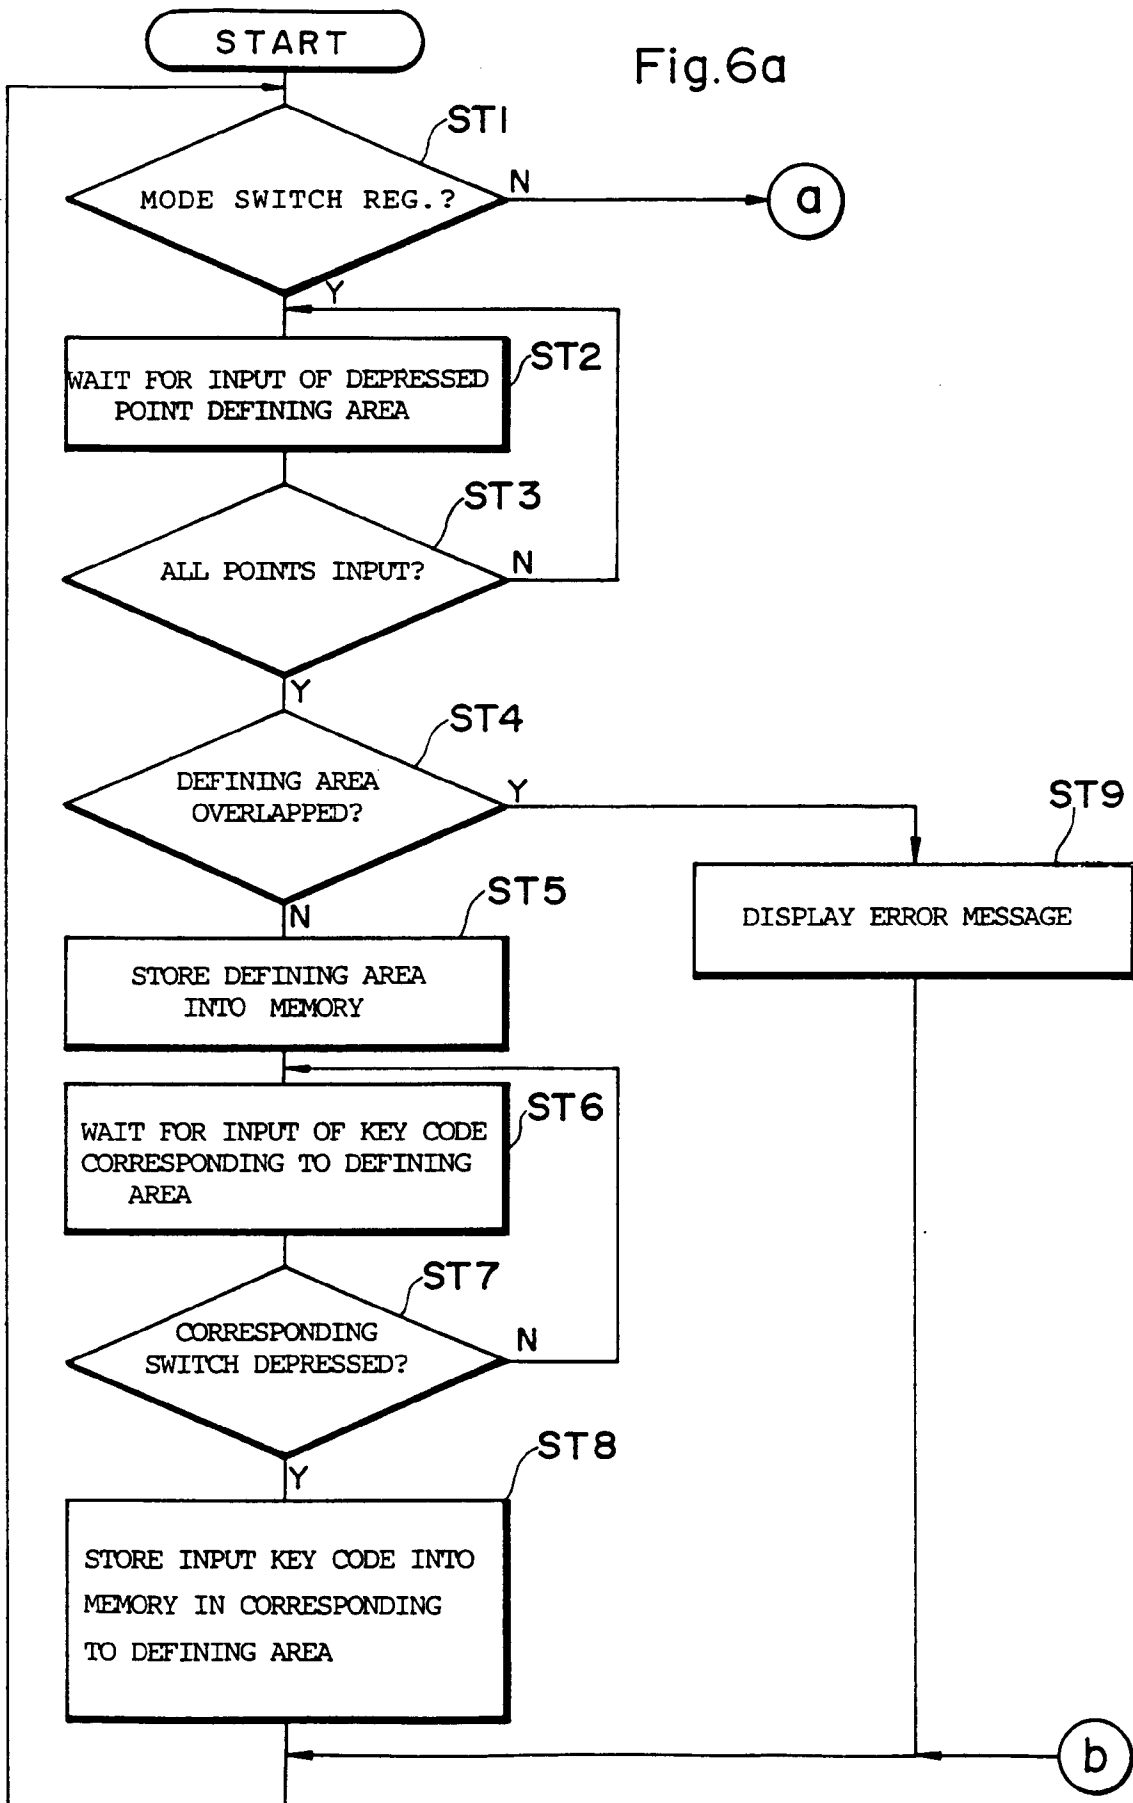 START
Fig.6a
ST1
MODE SWITCH REG.?
N
a
Y
ST2
WAIT FOR INPUT OF DEPRESSED
POINT DEFINING AREA
ST3
ALL POINTS INPUT?
N
Y
ST4
DEFINING AREA
OVERLAPPED?
Y
ST9
DISPLAY ERROR MESSAGE
N
ST5
STORE DEFINING AREA
INTO MEMORY
ST6
WAIT FOR INPUT OF KEY CODE
CORRESPONDING TO DEFINING
AREA
ST7
CORRESPONDING
SWITCH DEPRESSED?
N
Y
ST8
STORE INPUT KEY CODE INTO
MEMORY IN CORRESPONDING
TO DEFINING AREA
b